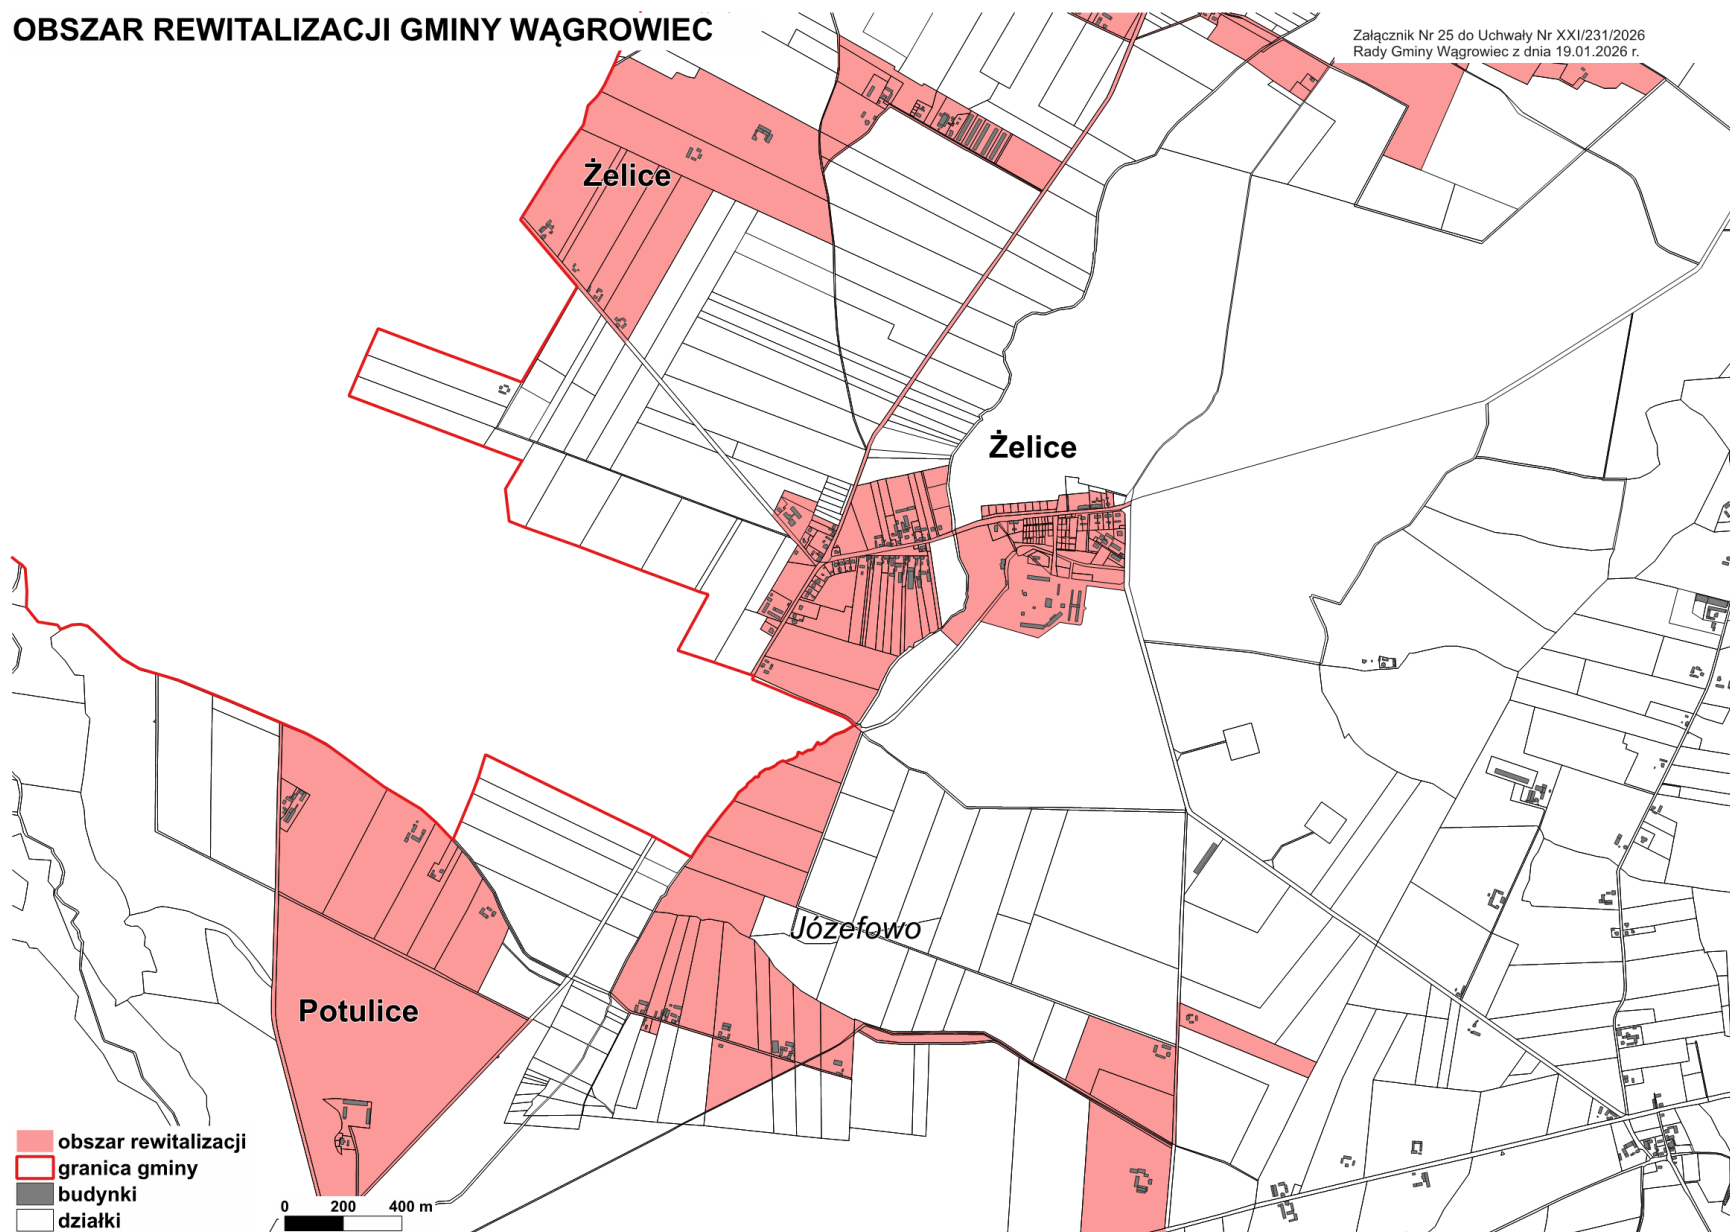 OBSZAR REWITALIZACJI GMINY WĄGROWIEC
Załącznik Nr 25 do Uchwały Nr XXI/231/2026
Rady Gminy Wągrowiec z dnia 19.01.2026 r.
Żelice
Żelice
Józefowo
Potulice
obszar rewitalizacji
granica gminy
budynki
działki
0 200 400 m